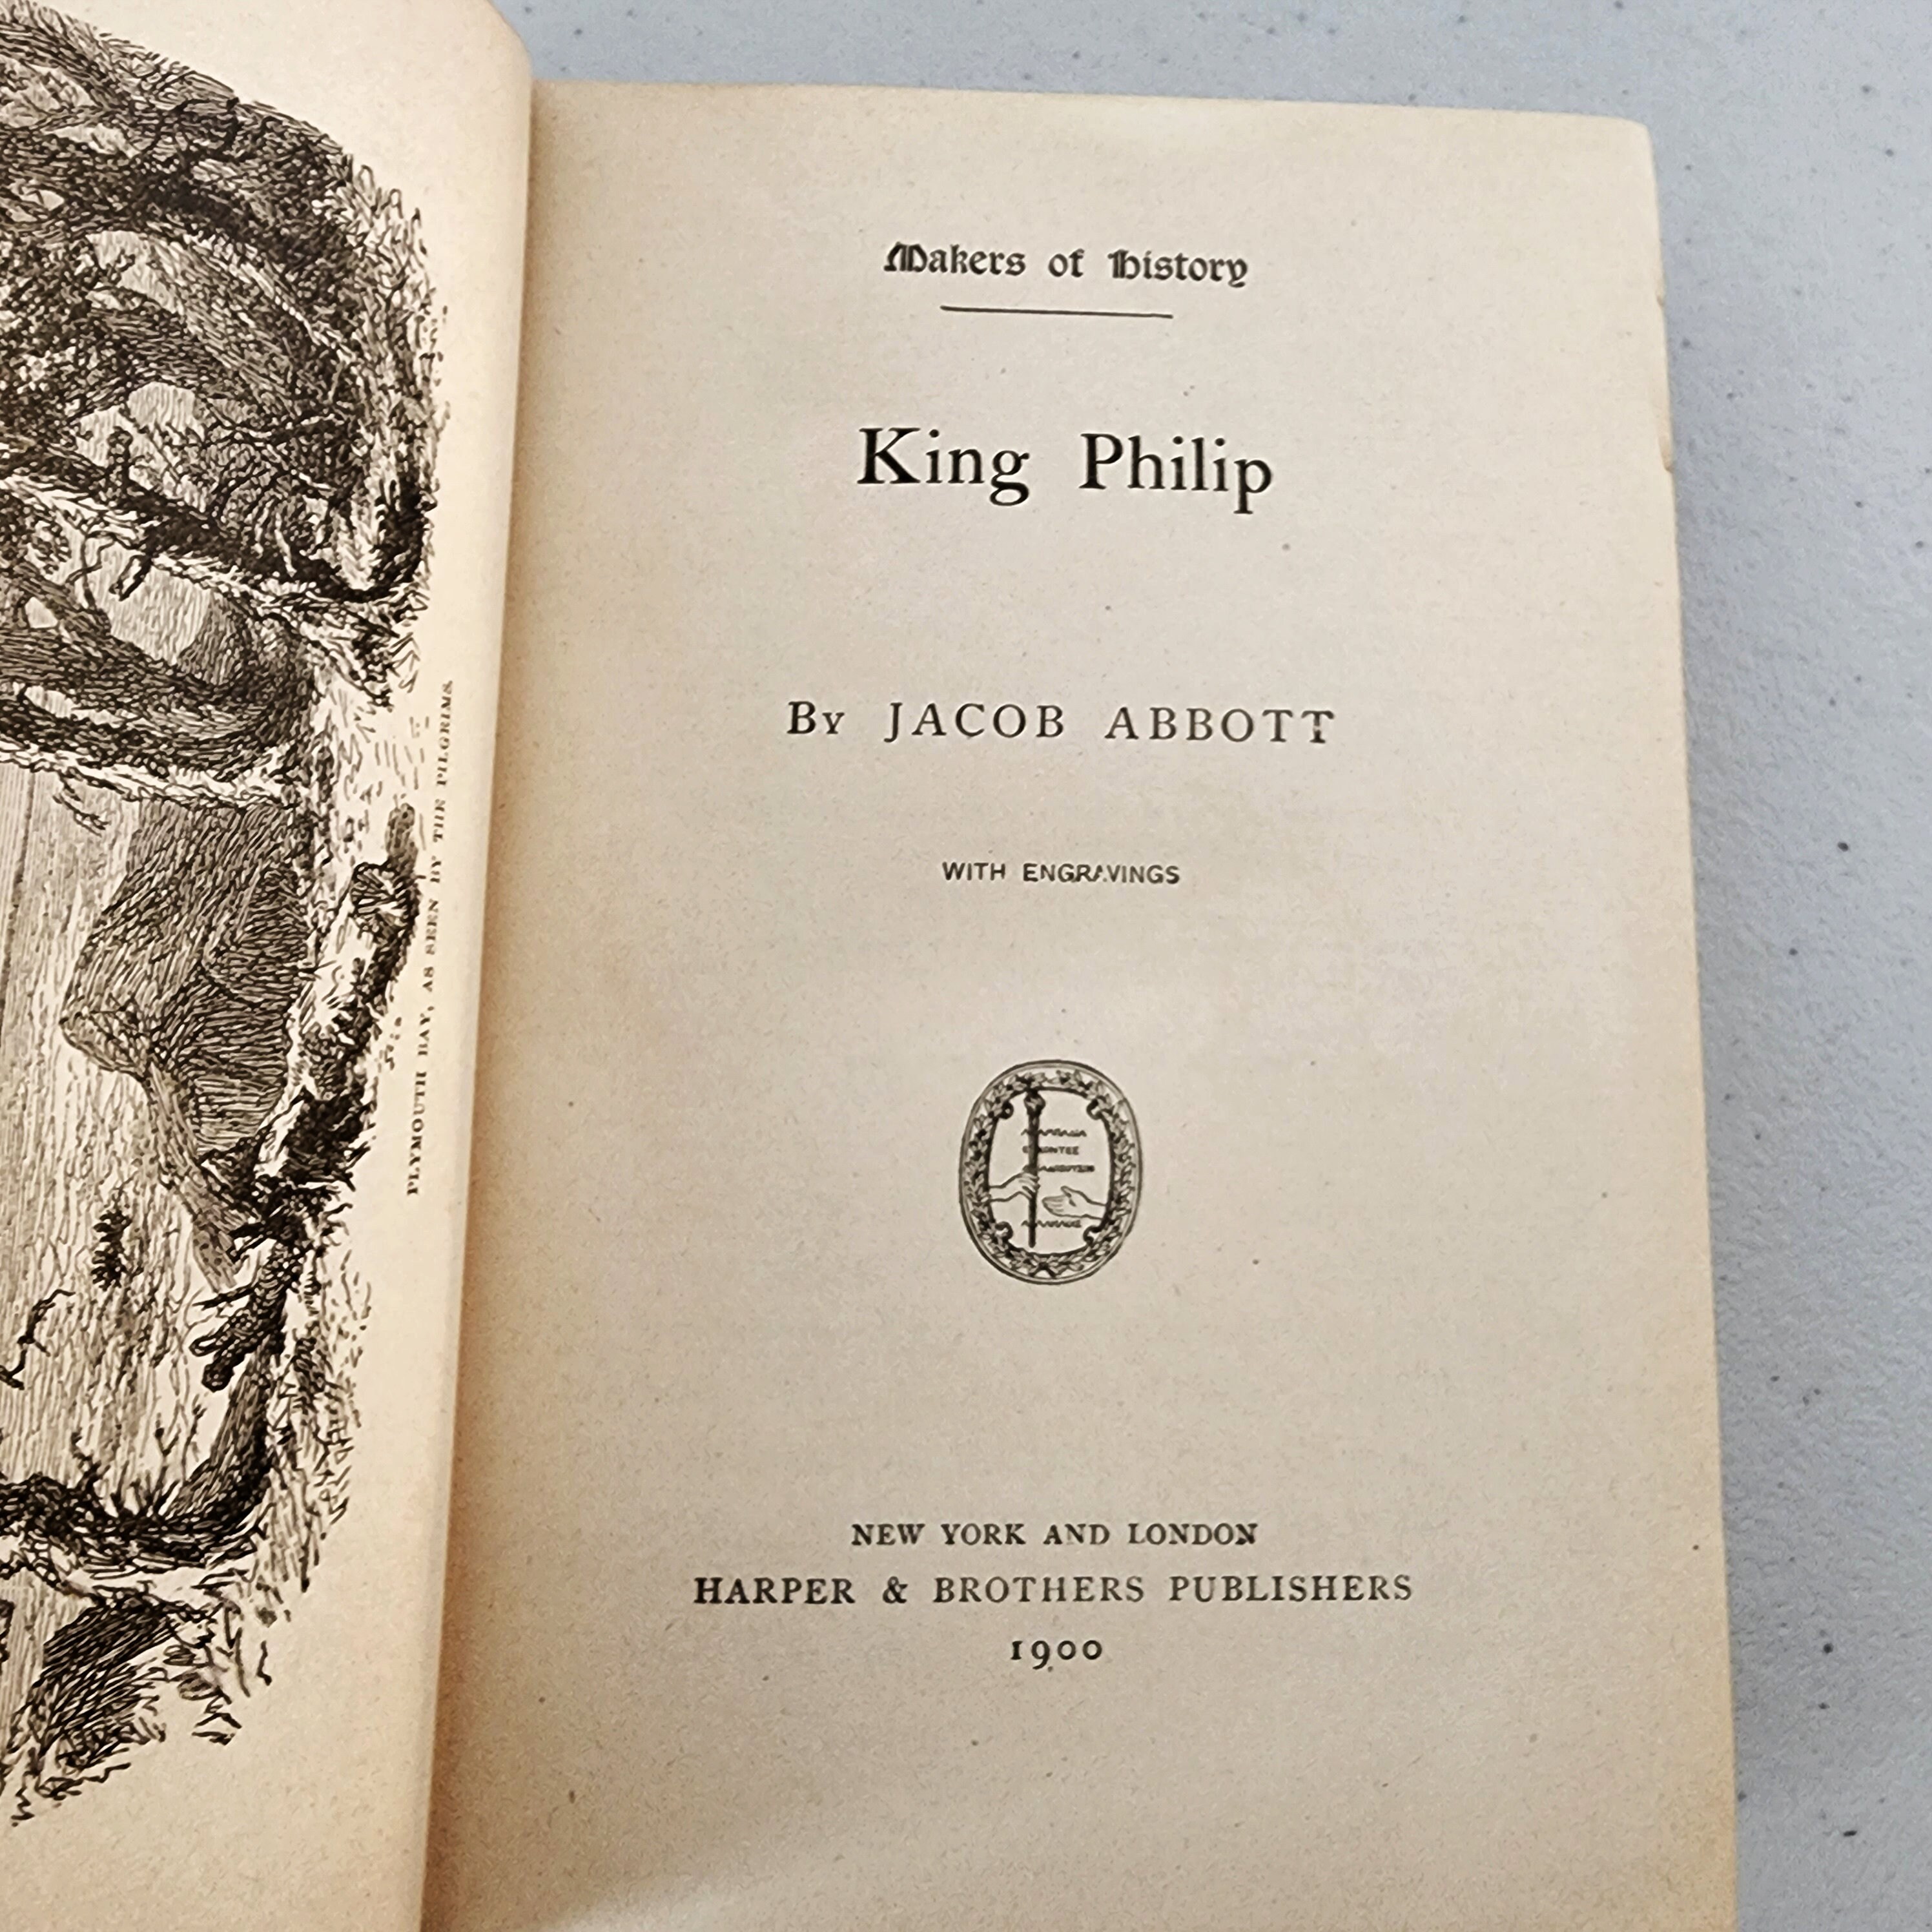 PLYMOUTH BAY, AS SEEN BY THE PILGRIMS.
Makers of History
King Philip
By JACOB ABBOTT
WITH ENGRAVINGS
NEW YORK AND LONDON
HARPER & BROTHERS PUBLISHERS
1900